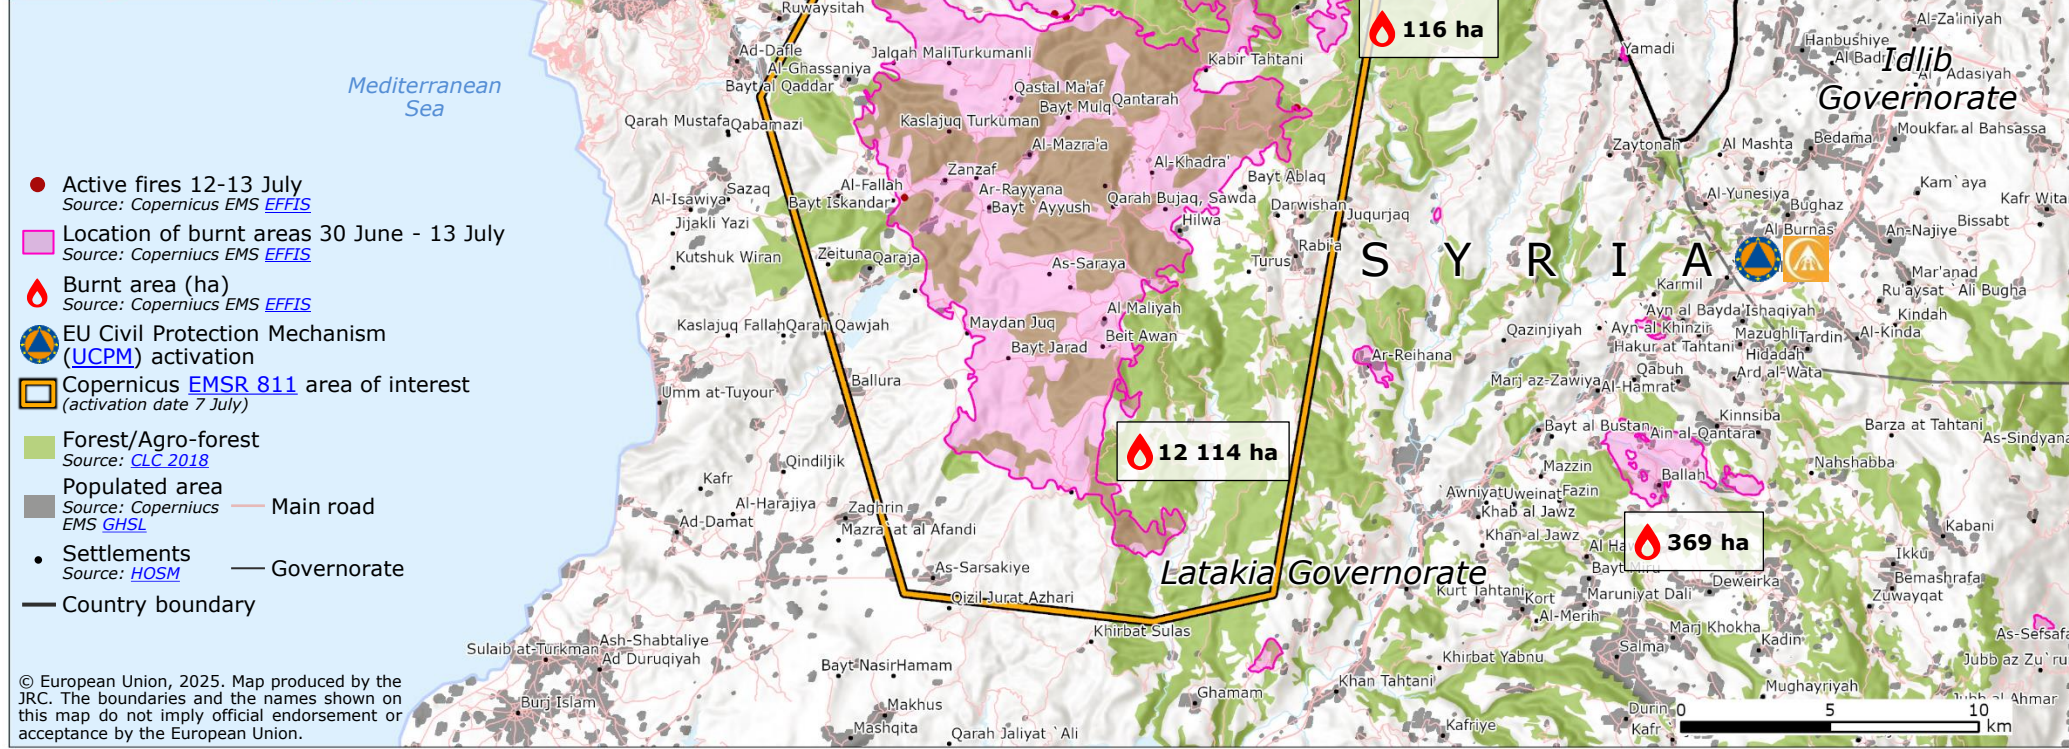 Ruwaysitah
116 ha
Al-Za'iniyah
Ad-Dafle
Jalqah Mali
Turkumanli
Kabir Tahtani
Yamadi
Hanbushiye
Al Bad
Idlib
Governorate
Adasiyah
Al-Ghassaniya
Bayt al Qaddar
Mediterranean
Sea
Qastal Ma'af
Bayt Mulq
Qantarah
Qarah Mustafa
Qabamazi
Kaslajuq Turkuman
Moukfar al Bahsassa
Bedama
Al-Mazra'a
Zaytonah
Al Mashta
Al-Khadra'
Zanzaf
Al-Fallah
Bayt Ablaq
Kam`aya
Al-Isawiya
Sazaq
Ar-Rayyana
Al-Yunesiya
Kafr Wita
Bayt Iskandar
Bayt `Ayyush
Qarah Bujaq, Sawda
Darwishan
Juqurjaq
Bughaz
Jijakli Yazi
Hilwa
Bissabt
Al Burnas
An-Najiye
Rabi'a
SYRIA
Kutshuk Wiran
Zeituna
Qaraja
As-Saraya
Turus
Mar'anad
Karmil
Ru'aysat `Ali Bugha
Al Maliyah
`Ayn al Bayda
Ishaqiyah
Kindah
Kaslajuq Fallah
Qarah Qawjah
Maydan Juq
Beit Awan
Qazinjiyah
`Ayn al Khinzir
Mazughli
Tardin
Al-Kinda
Bayt Jarad
Ar-Reihana
Hakur at Tahtani
Hidadah
Qabuh
Ard al-Wata
Ballura
Umm at-Tuyour
Marj az-Zawiya
Al-Hamrat
Kinnsiba
Bayt al Bustan
Ain al-Qantara
Barza at Tahtani
As-Sindyana
12 114 ha
Qindiljik
Mazzin
Ballah
Nahshabba
Kafr
`Awniyat
Uweinat
Fazin
Al-Harajiya
Zaghrin
Khab al Jawz
Ad-Damat
Mazra`at al Afandi
Khan al Jawz
369 ha
Kabani
Al Ha
Ikku
Latakia Governorate
Bayt Miru
Deweirka
Bemashrafa
As-Sarsakiye
Kurt Tahtani
Kort
Maruniyat Dali
Zuwayqat
Qizil Jurat Azhari
Al-Merih
Khirbat Sulas
Marj Khokha
Kadin
As-Sefsafa
Sulaib at-Turkman
Ash-Shabtaliye
Salma
Ad Duruqiyah
Bayt Nasir
Hamam
Khirbat Yabnu
Jubb az Zu`ru
Khan Tahtani
Mughayriyah
Ghamam
Jubb al Ahmar
Burj Islam
Makhus
Durin
Mashqita
Qarah Jaliyat `Ali
Kafriye
Kafr
0 5 10
km
Active fires 12-13 July
Source: Copernicus EMS EFFIS
Location of burnt areas 30 June - 13 July
Source: Coperniucs EMS EFFIS
Burnt area (ha)
Source: Coperniucs EMS EFFIS
EU Civil Protection Mechanism
(UCPM) activation
Copernicus EMSR 811 area of interest
(activation date 7 July)
Forest/Agro-forest
Source: CLC 2018
Populated area
Source: Coperniucs
EMS GHSL
Main road
Settlements
Source: HOSM
Governorate
Country boundary
© European Union, 2025. Map produced by the
JRC. The boundaries and the names shown on
this map do not imply official endorsement or
acceptance by the European Union.